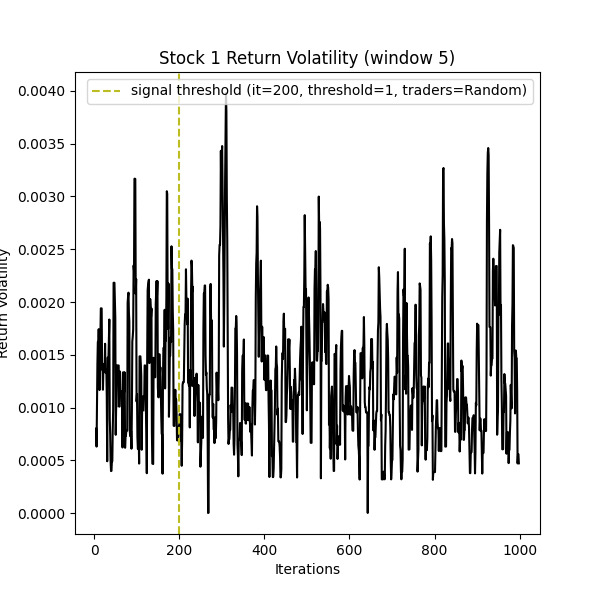 Stock 1 Return Volatility (window 5)
signal threshold (it=200, threshold=1, traders=Random)
Return Volatility
0.0040
0.0035
0.0030
0.0025
0.0020
0.0015
0.0010
0.0005
0.0000
0 200 400 600 800 1000
Iterations